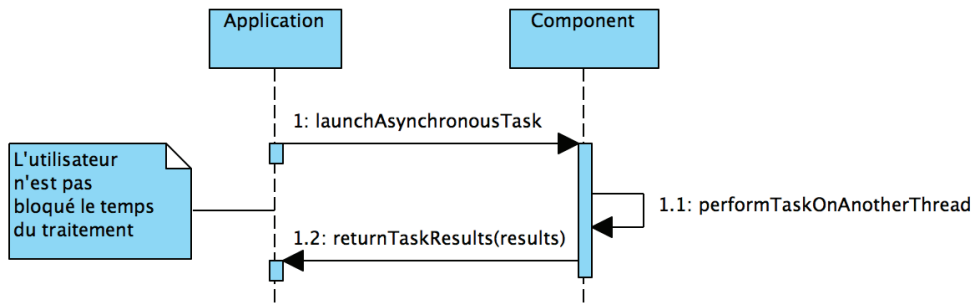 Application
Component
1: launchAsynchronousTask
L'utilisateur
n'est pas
bloqué le temps
du traitement
1.1: performTaskOnAnotherThread
1.2: returnTaskResults(results)